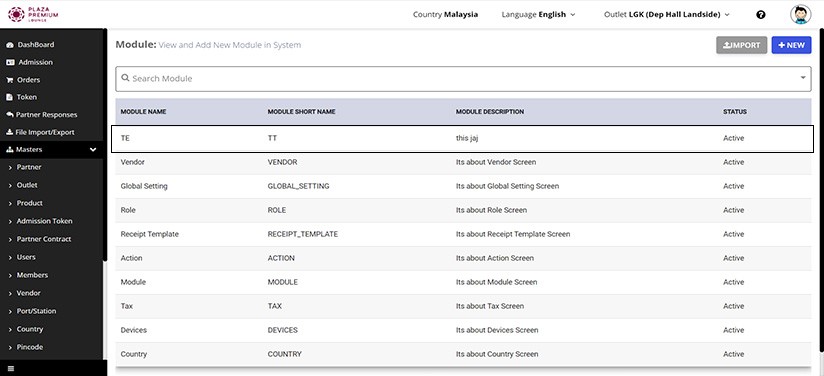 PLAZA
PREMIUM
LOUNGE
Country Malaysia
Language English
Outlet LGK (Dep Hall Landside)
DashBoard
Admission
Orders
Token
Partner Responses
File Import/Export
Masters
Partner
Outlet
Product
Admission Token
Partner Contract
Users
Members
Vendor
Port/Station
Country
Pincode
Module: View and Add New Module in System
IMPORT
+ NEW
Search Module
MODULE NAME MODULE SHORT NAME MODULE DESCRIPTION STATUS
TE TT this jaj Active
Vendor VENDOR Its about Vendor Screen Active
Global Setting GLOBAL_SETTING Its about Global Setting Screen Active
Role ROLE Its about Role Screen Active
Receipt Template RECEIPT_TEMPLATE Its about Receipt Template Screen Active
Action ACTION Its about Action Screen Active
Module MODULE Its about Module Screen Active
Tax TAX Its about Tax Screen Active
Devices DEVICES Its about Devices Screen Active
Country COUNTRY Its about Country Screen Active